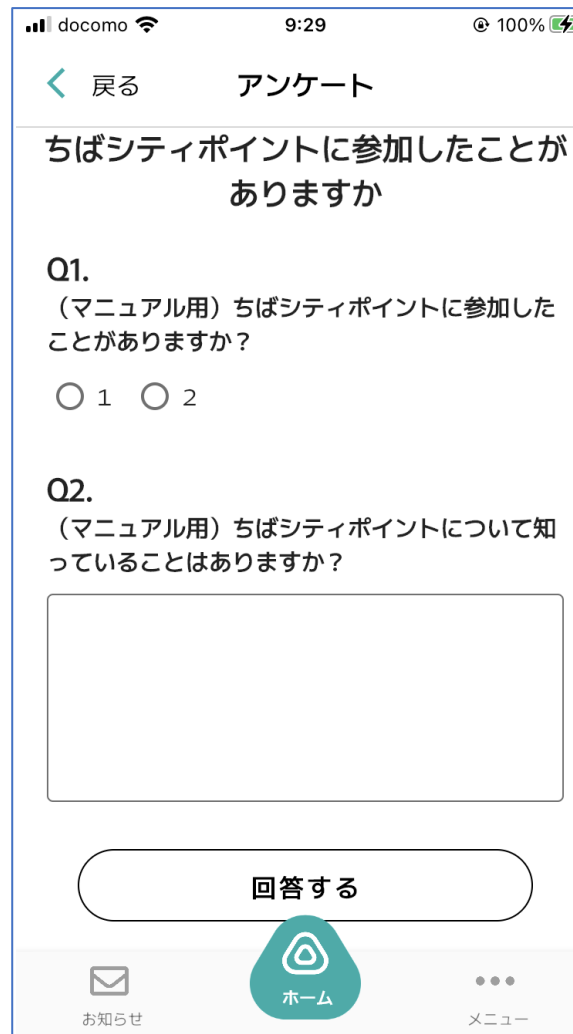 docomo 9:29 100%
戻る アンケート
ちばシティポイントに参加したことが
ありますか
Q1.
（マニュアル用）ちばシティポイントに参加した
ことがありますか？
1 2
Q2.
（マニュアル用）ちばシティポイントについて知
っていることはありますか？
回答する
お知らせ ホーム メニュー